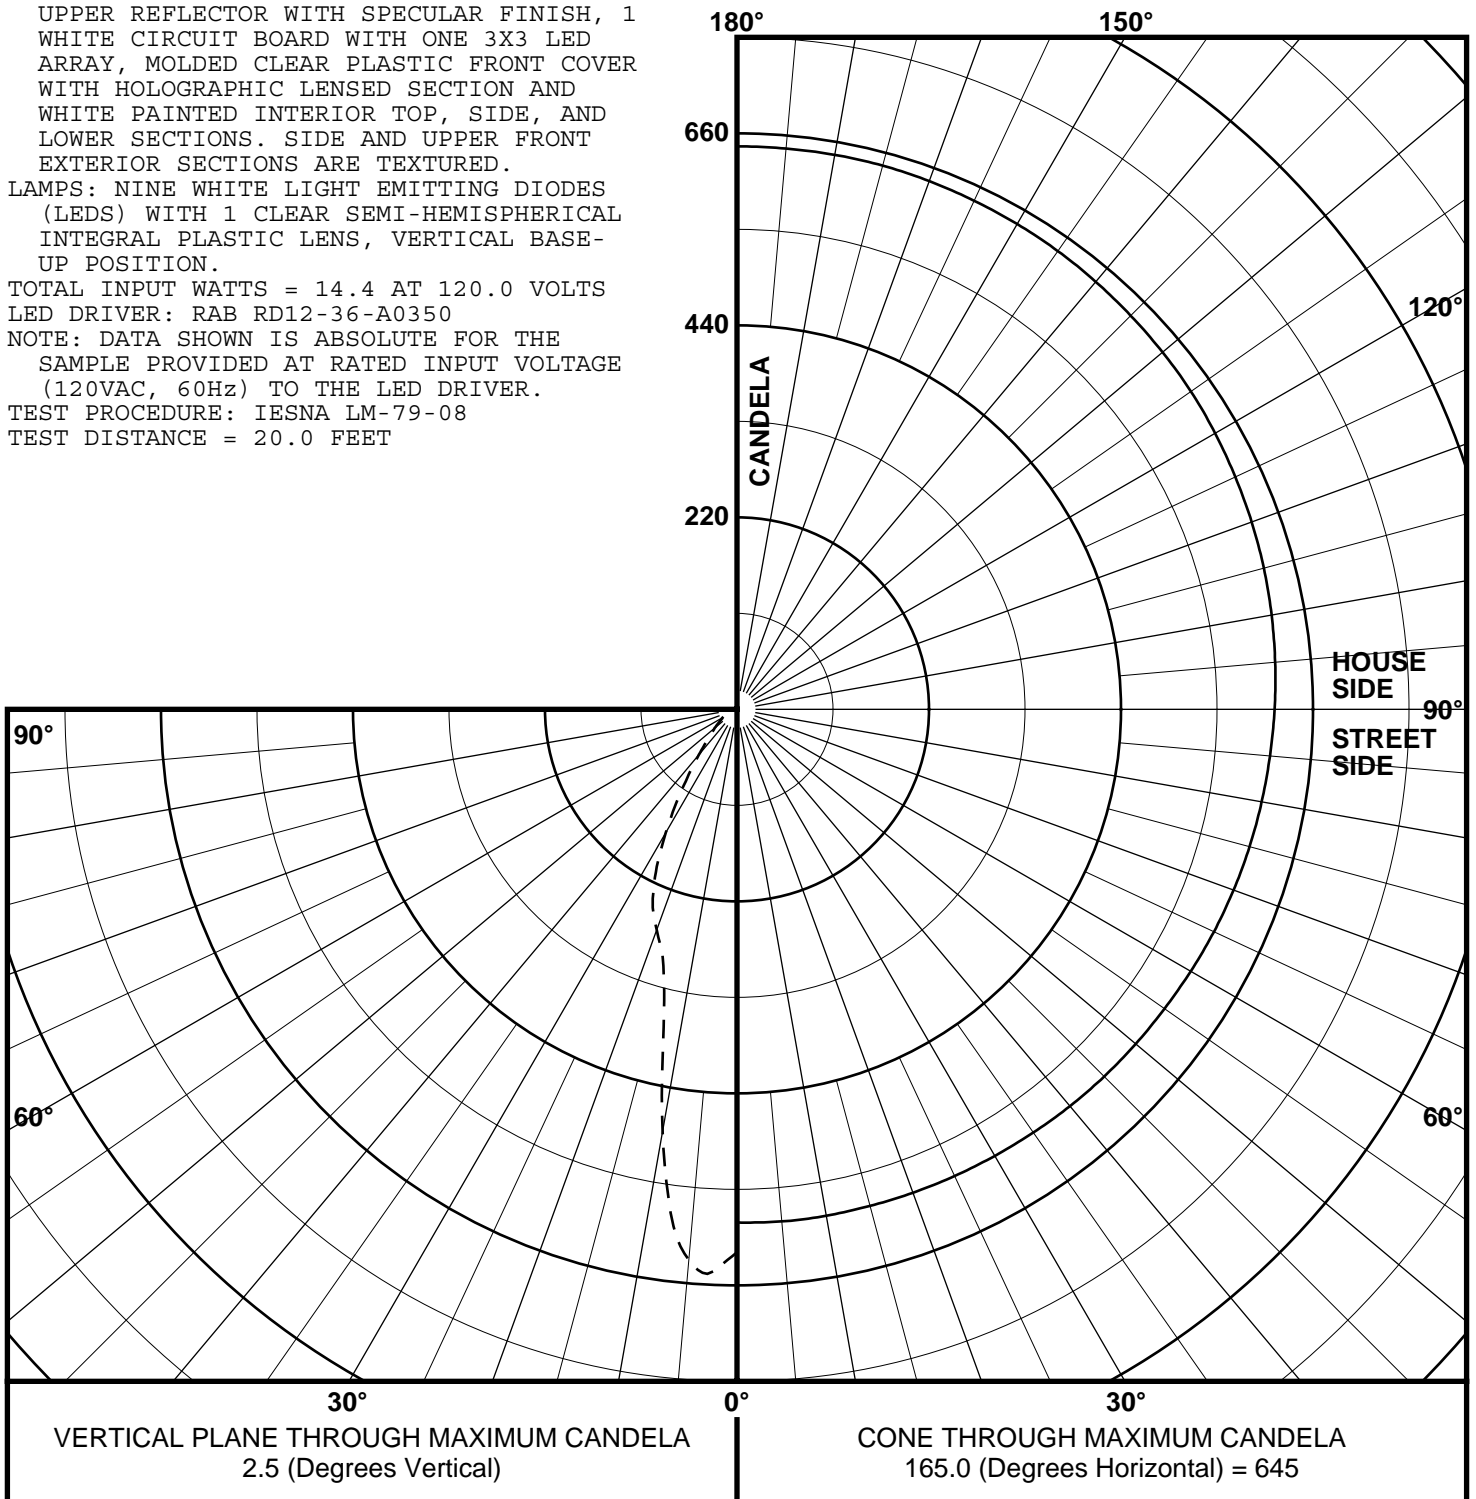 UPPER REFLECTOR WITH SPECULAR FINISH, 1
WHITE CIRCUIT BOARD WITH ONE 3X3 LED
ARRAY, MOLDED CLEAR PLASTIC FRONT COVER
WITH HOLOGRAPHIC LENSED SECTION AND
WHITE PAINTED INTERIOR TOP, SIDE, AND
LOWER SECTIONS. SIDE AND UPPER FRONT
EXTERIOR SECTIONS ARE TEXTURED.
LAMPS: NINE WHITE LIGHT EMITTING DIODES
(LEDS) WITH 1 CLEAR SEMI-HEMISPHERICAL
INTEGRAL PLASTIC LENS, VERTICAL BASE-
UP POSITION.
TOTAL INPUT WATTS = 14.4 AT 120.0 VOLTS
LED DRIVER: RAB RD12-36-A0350
NOTE: DATA SHOWN IS ABSOLUTE FOR THE
SAMPLE PROVIDED AT RATED INPUT VOLTAGE
(120VAC, 60Hz) TO THE LED DRIVER.
TEST PROCEDURE: IESNA LM-79-08
TEST DISTANCE = 20.0 FEET
180°
150°
660
120°
440
CANDELA
220
HOUSE
SIDE
90°
90°
STREET
SIDE
60°
60°
30°
0°
30°
VERTICAL PLANE THROUGH MAXIMUM CANDELA
2.5 (Degrees Vertical)
CONE THROUGH MAXIMUM CANDELA
165.0 (Degrees Horizontal) = 645